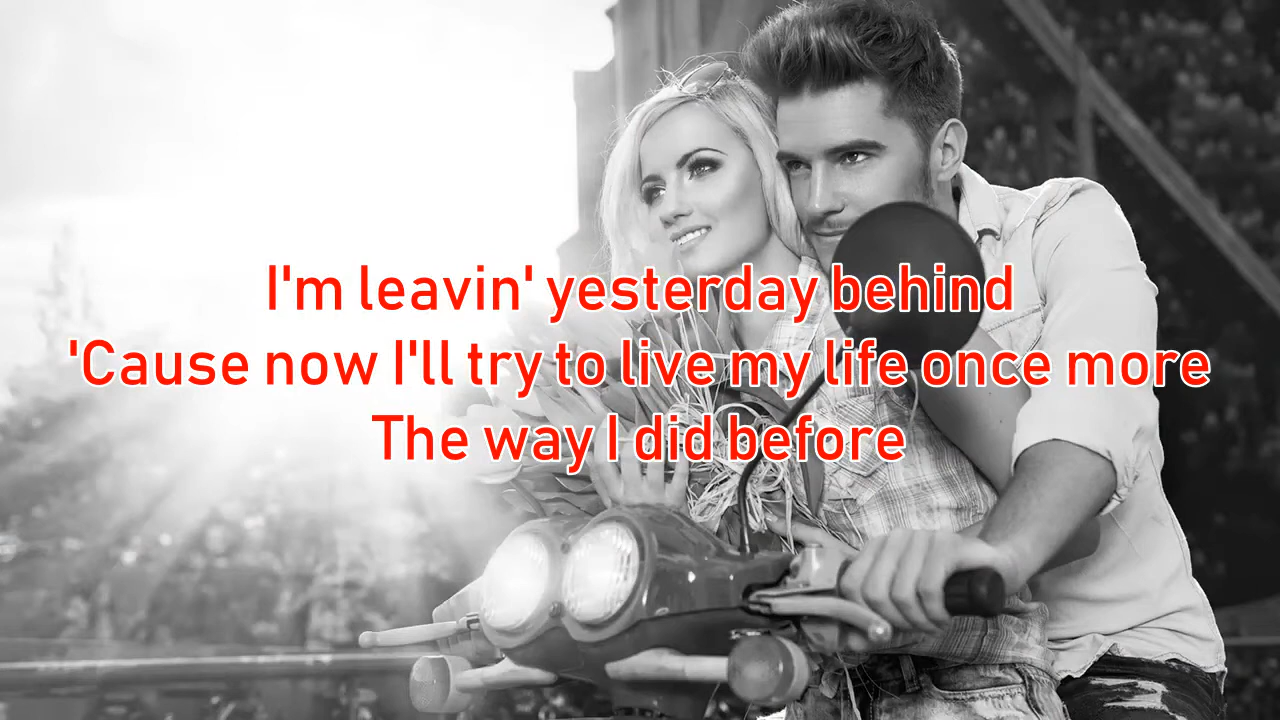 I'm leavin' yesterday behind
'Cause now I'll try to live my life once more
The way I did before